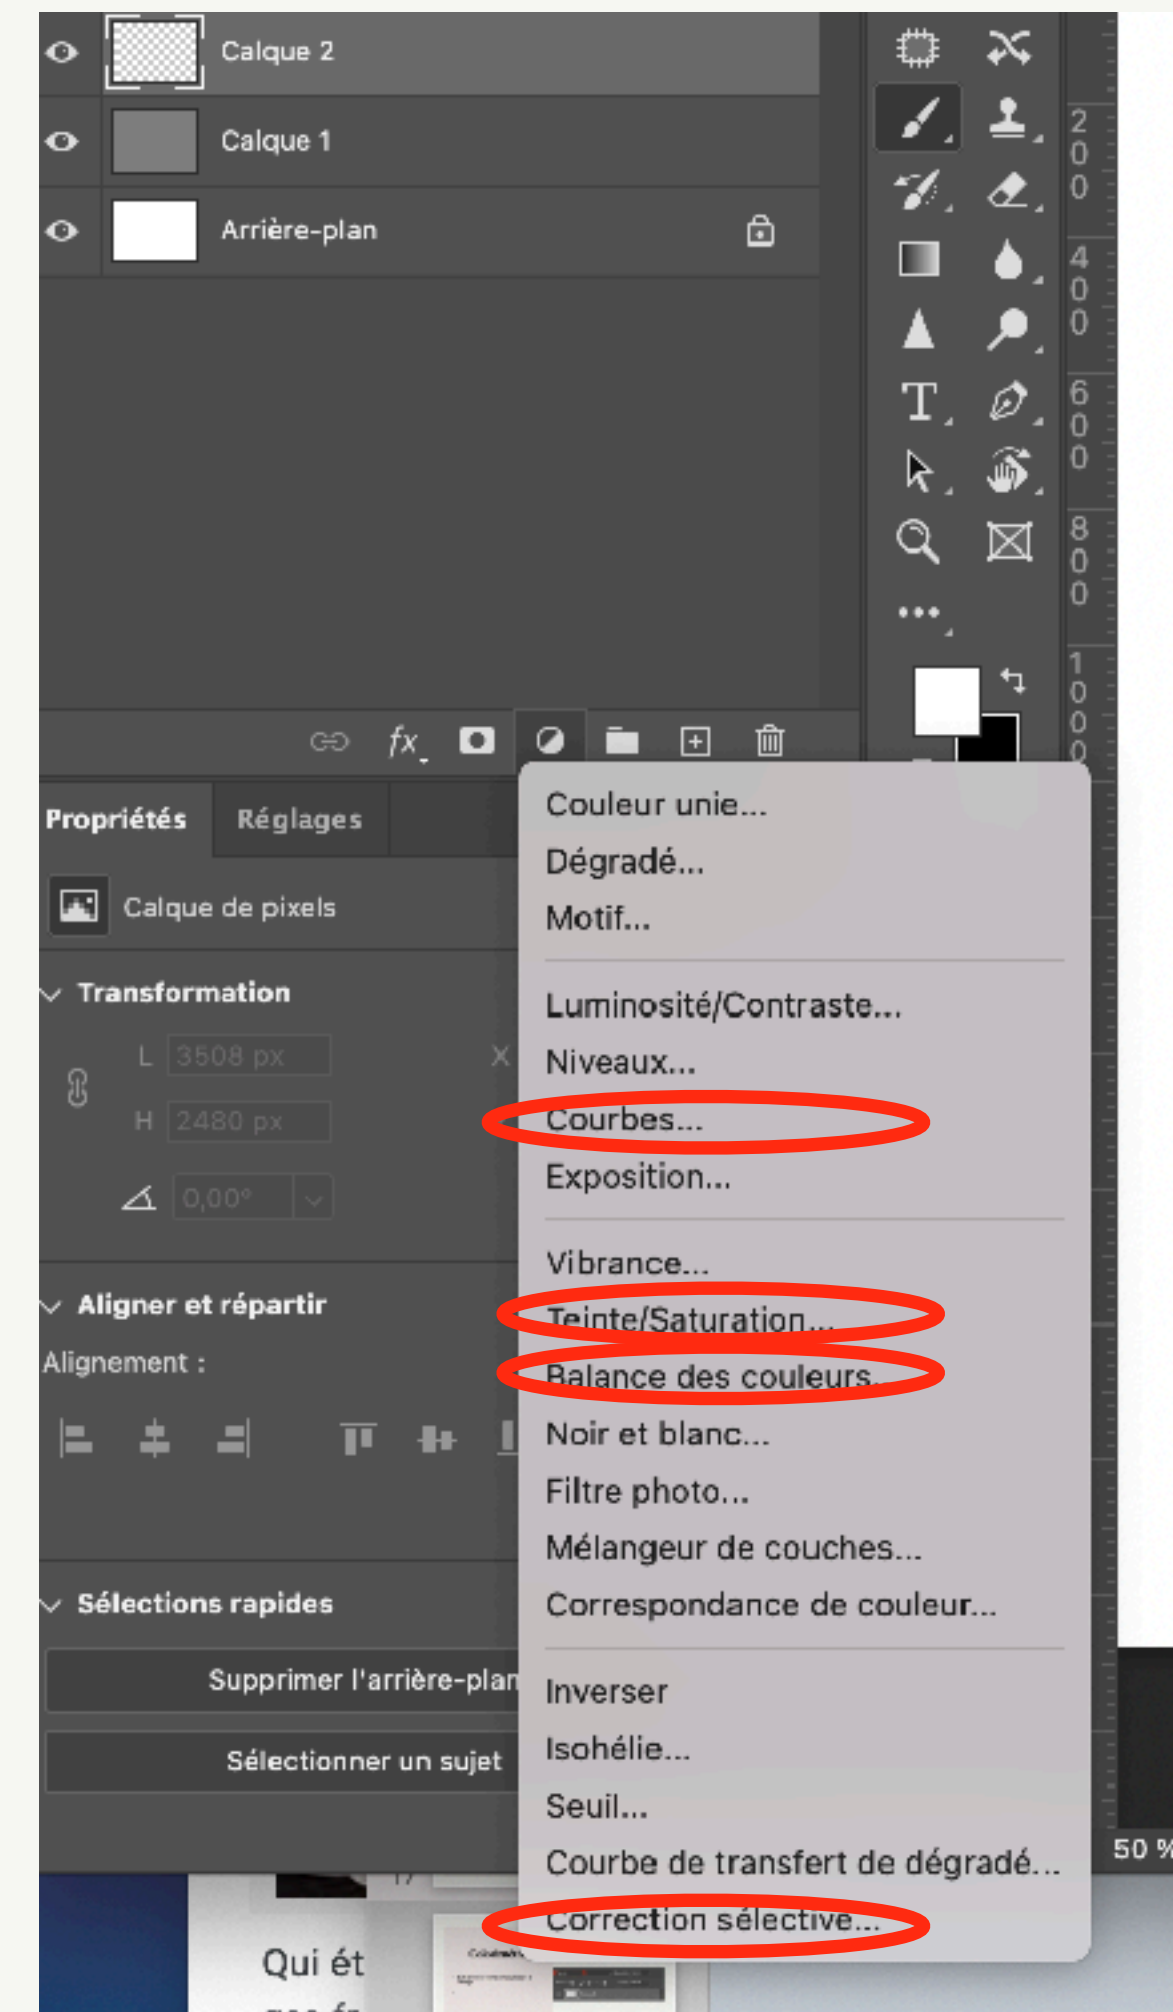 Calque 2
Calque 1
Arrière-plan
200
400
600
800
1000
fx
Propriétés Réglages
Calque de pixels
Transformation
L 3508 px X
H 2480 px
0,00°
Aligner et répartir
Alignement :
Sélections rapides
Supprimer l'arrière-plan
Sélectionner un sujet
Couleur unie...
Dégradé...
Motif...
Luminosité/Contraste...
Niveaux...
Courbes...
Exposition...
Vibrance...
Teinte/Saturation...
Balance des couleurs...
Noir et blanc...
Filtre photo...
Mélangeur de couches...
Correspondance de couleur...
Inverser
Isohélie...
Seuil...
Courbe de transfert de dégradé...
Correction sélective...
50 %
17
Qui ét